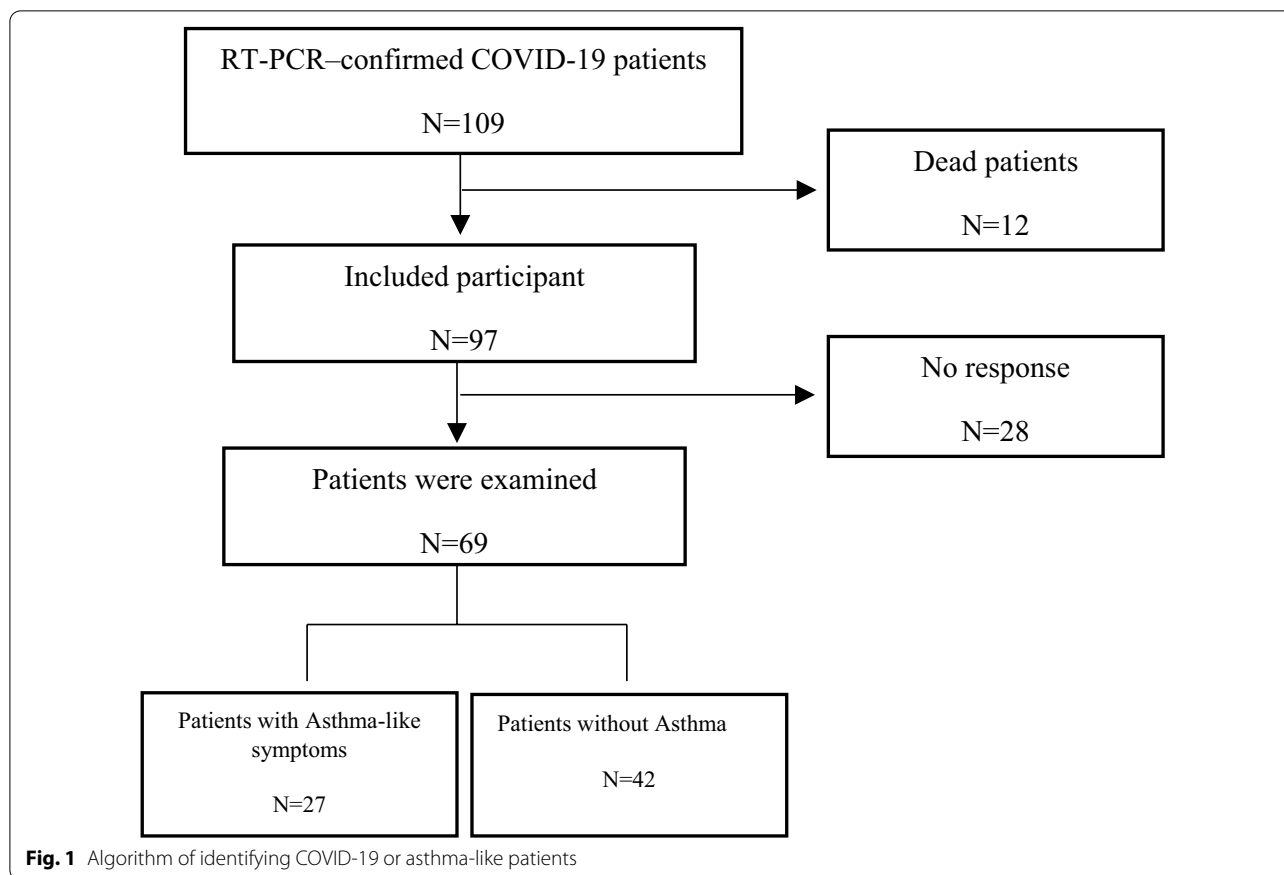 RT-PCR–confirmed COVID-19 patients
N=109
Dead patients
N=12
Included participant
N=97
No response
N=28
Patients were examined
N=69
Patients with Asthma-like
symptoms
N=27
Patients without Asthma
N=42
Fig. 1 Algorithm of identifying COVID-19 or asthma-like patients